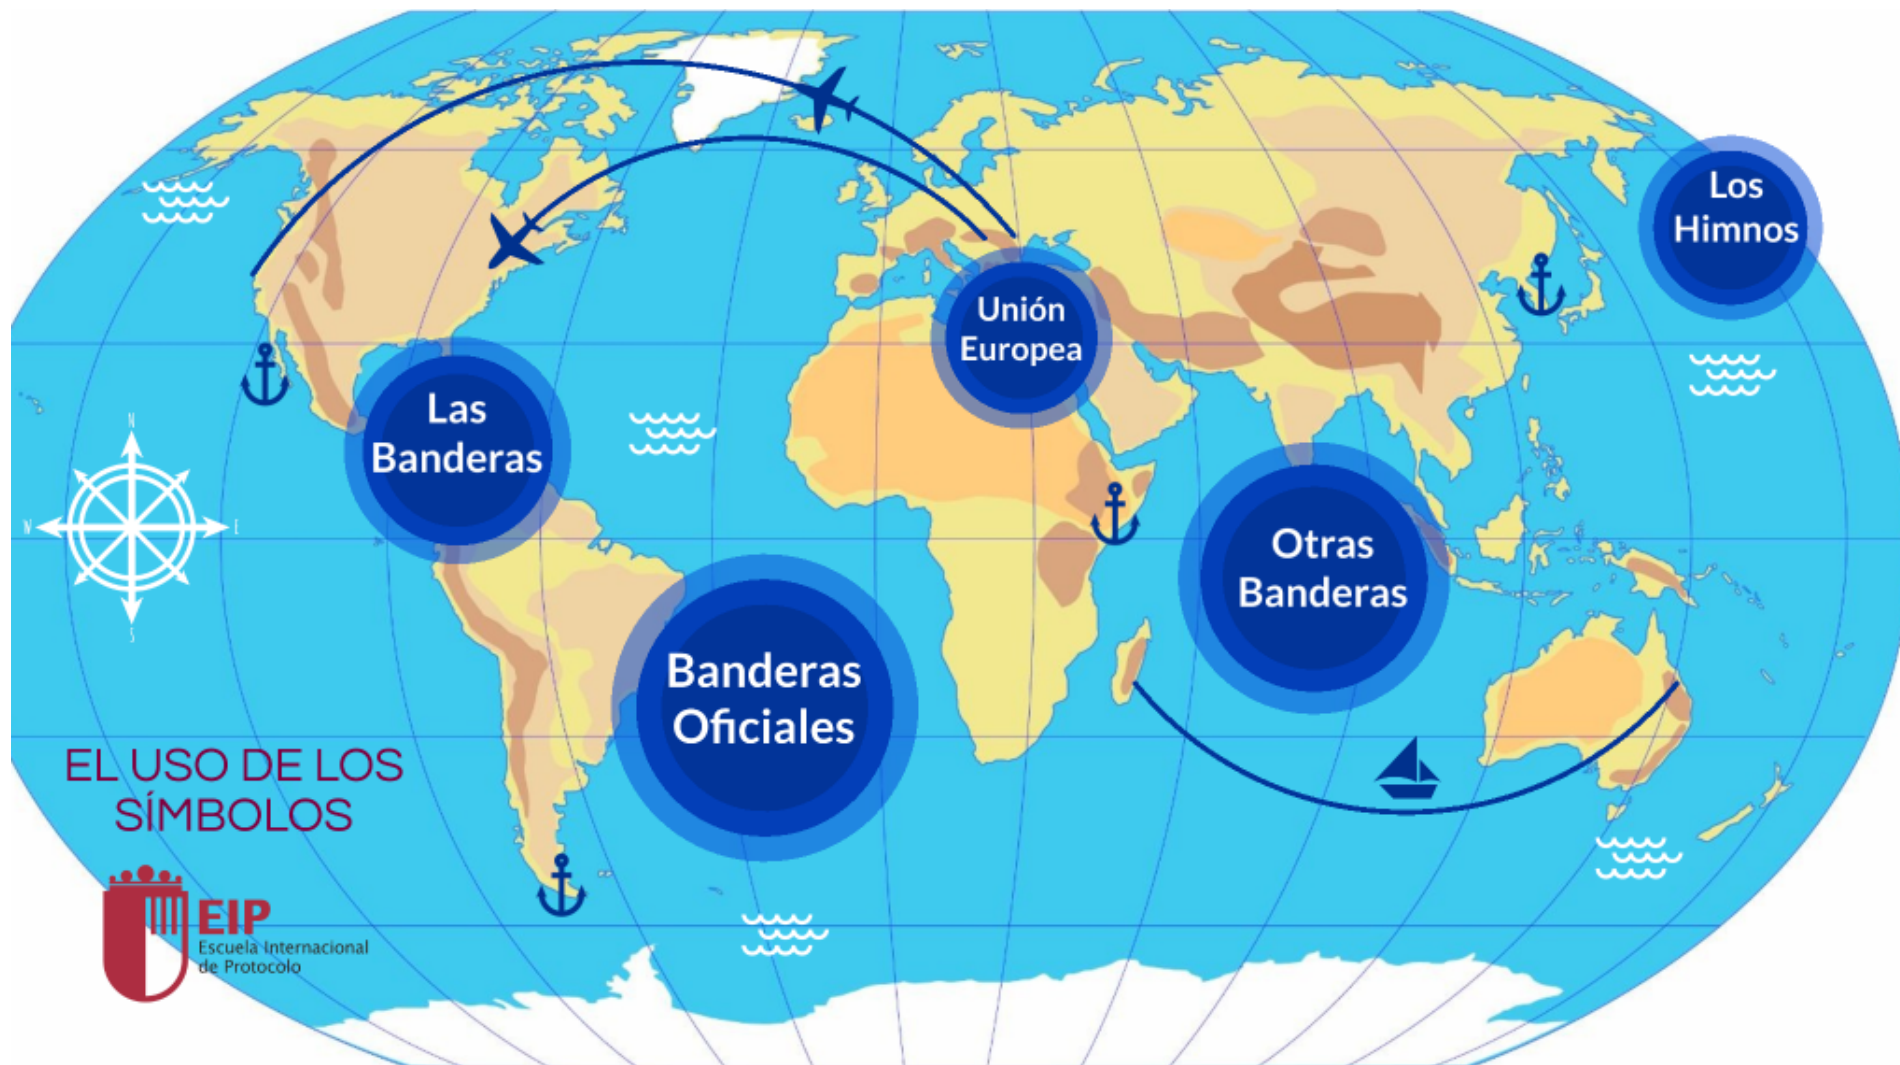 Los
Himnos
Unión
Europea
Las
Banderas
N
W
E
S
Otras
Banderas
Banderas
Oficiales
EL USO DE LOS
SÍMBOLOS
EIP
Escuela Internacional
de Protocolo